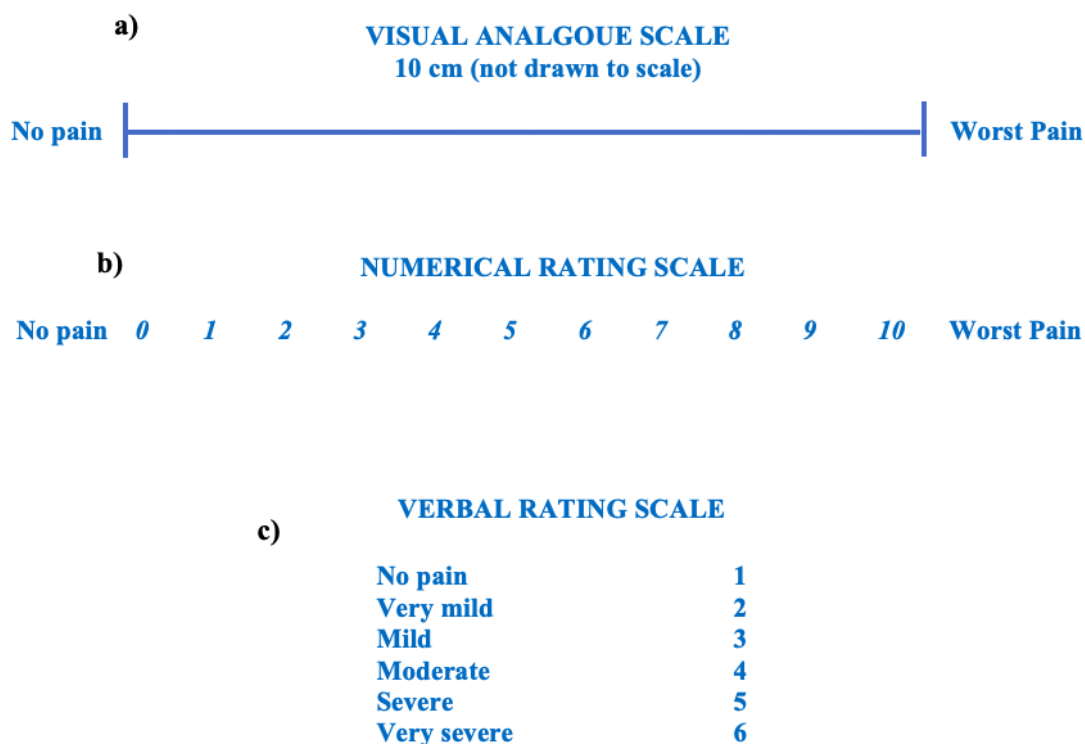 a)
VISUAL ANALGOUE SCALE
10 cm (not drawn to scale)
No pain Worst Pain
b)
NUMERICAL RATING SCALE
No pain 0 1 2 3 4 5 6 7 8 9 10 Worst Pain
VERBAL RATING SCALE
c)
No pain 1
Very mild 2
Mild 3
Moderate 4
Severe 5
Very severe 6